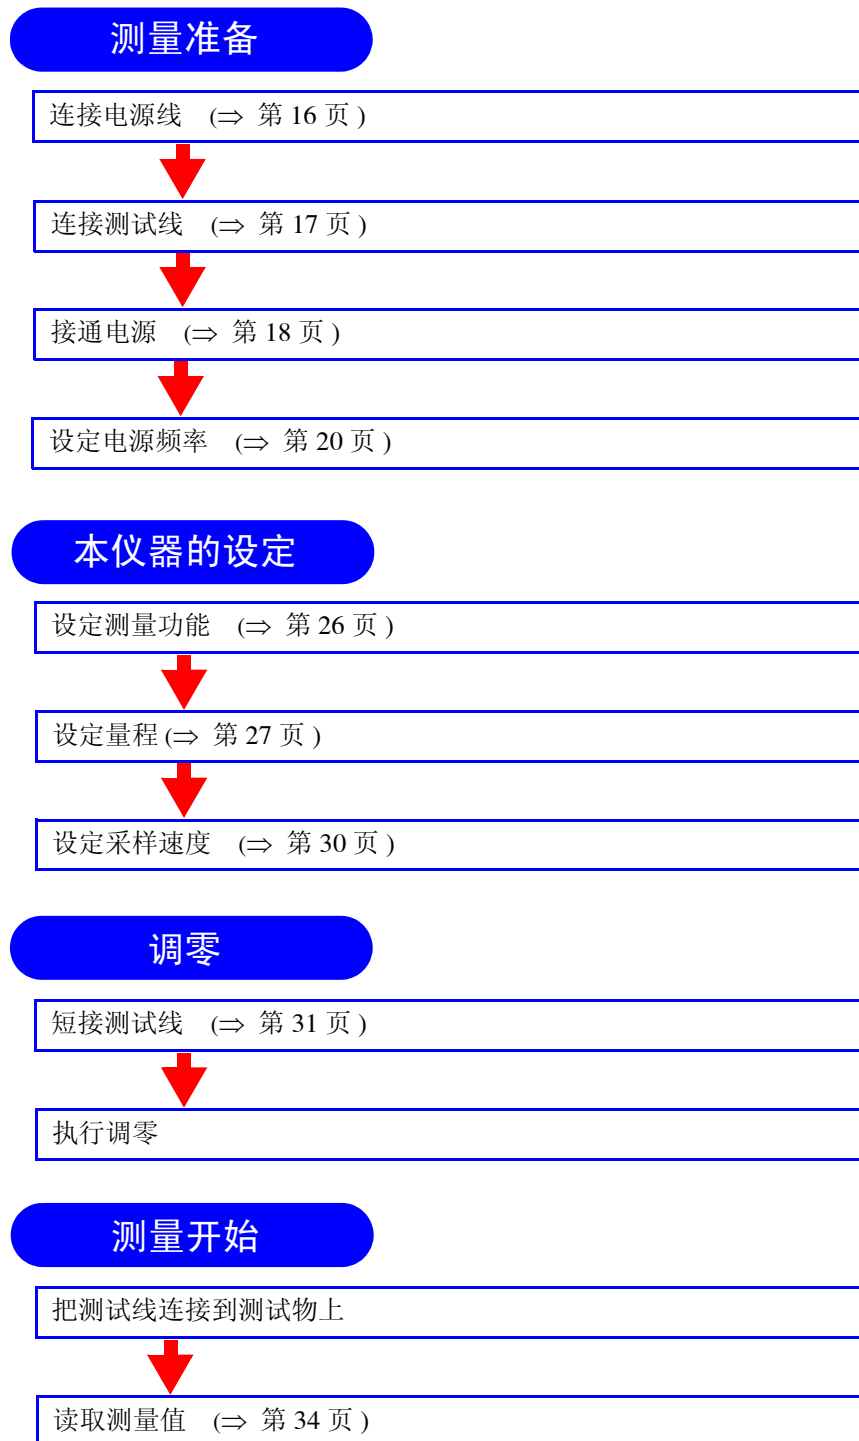 测量准备
连接电源线 (⇒ 第 16 页 )
连接测试线 (⇒ 第 17 页 )
接通电源 (⇒ 第 18 页 )
设定电源频率 (⇒ 第 20 页 )
本仪器的设定
设定测量功能 (⇒ 第 26 页 )
设定量程 (⇒ 第 27 页 )
设定采样速度 (⇒ 第 30 页 )
调零
短接测试线 (⇒ 第 31 页 )
执行调零
测量开始
把测试线连接到测试物上
读取测量值 (⇒ 第 34 页 )